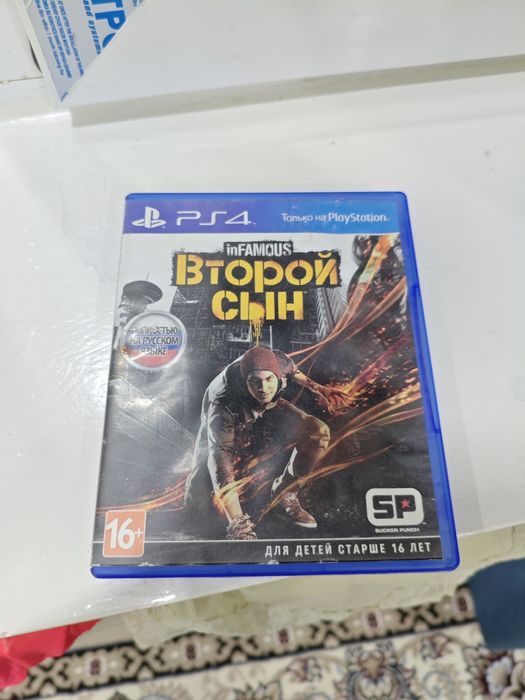 PS4
Только на PlayStation
inFAMOUS
Второй
сын
ПОЛНОСТЬЮ
НА РУССКОМ
ЯЗЫКЕ
SP
SUCKER PUNCH
16+
ДЛЯ ДЕТЕЙ СТАРШЕ 16 ЛЕТ